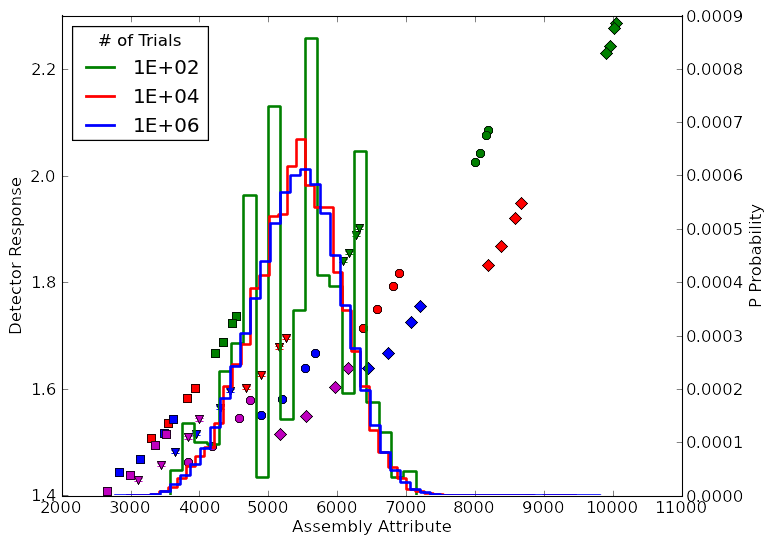 # of Trials
1E+02
1E+04
1E+06
Detector Response
2.2
2.0
1.8
1.6
1.4
0.0009
0.0008
0.0007
0.0006
0.0005
0.0004
0.0003
0.0002
0.0001
0.0000
P Probability
2000 3000 4000 5000 6000 7000 8000 9000 10000 11000
Assembly Attribute